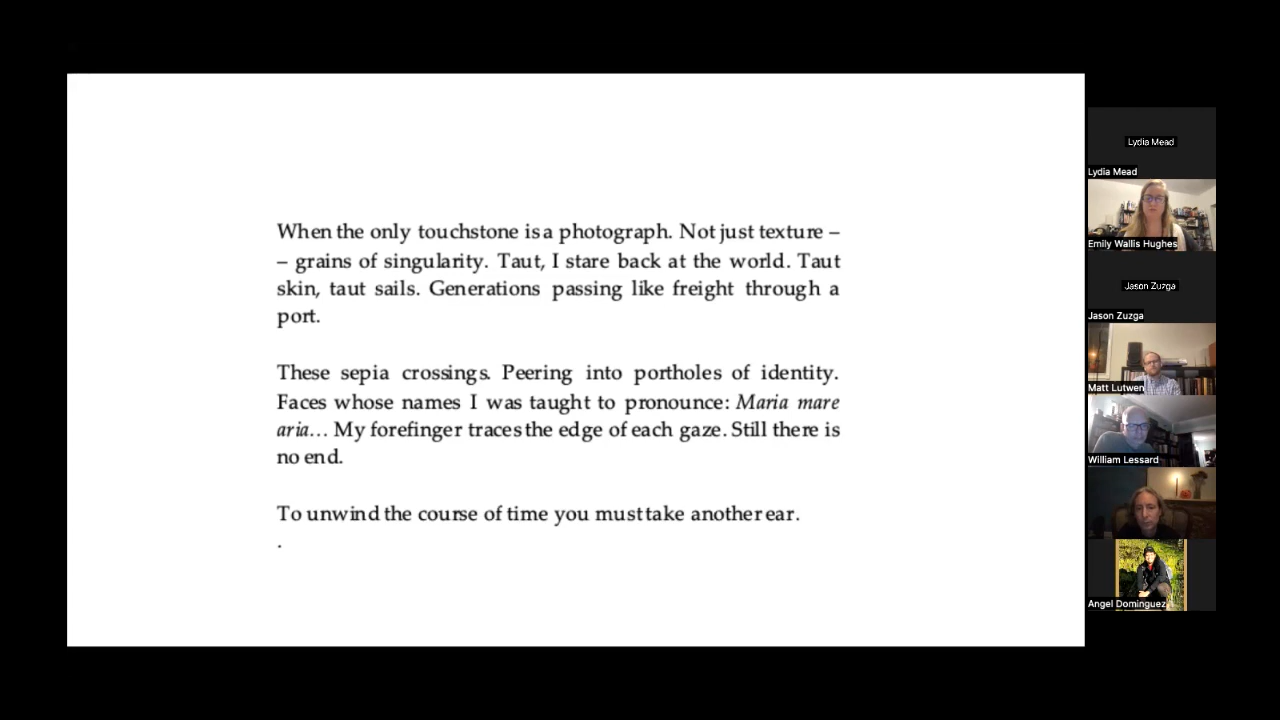 When the only touchstone is a photograph. Not just texture –
– grains of singularity. Taut, I stare back at the world. Taut
skin, taut sails. Generations passing like freight through a
port.
These sepia crossings. Peering into portholes of identity.
Faces whose names I was taught to pronounce: Maria mare
aria… My forefinger traces the edge of each gaze. Still there is
no end.
To unwind the course of time you must take another ear.
.
Lydia Mead
Lydia Mead
Emily Wallis Hughes
Jason Zuzga
Jason Zuzga
Matt Lutwen
William Lessard
Angel Dominguez